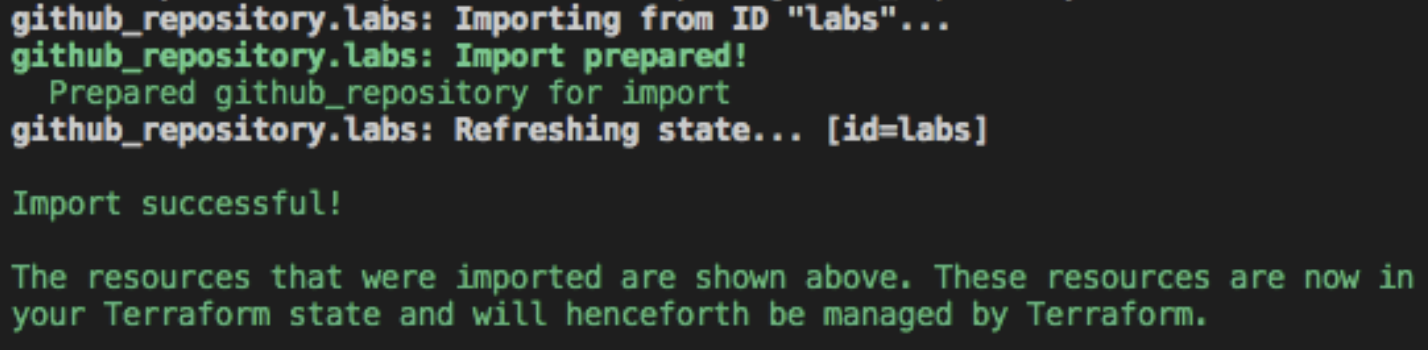 github_repository.labs: Importing from ID "labs"...
github_repository.labs: Import prepared!
  Prepared github_repository for import
github_repository.labs: Refreshing state... [id=labs]

Import successful!

The resources that were imported are shown above. These resources are now in
your Terraform state and will henceforth be managed by Terraform.